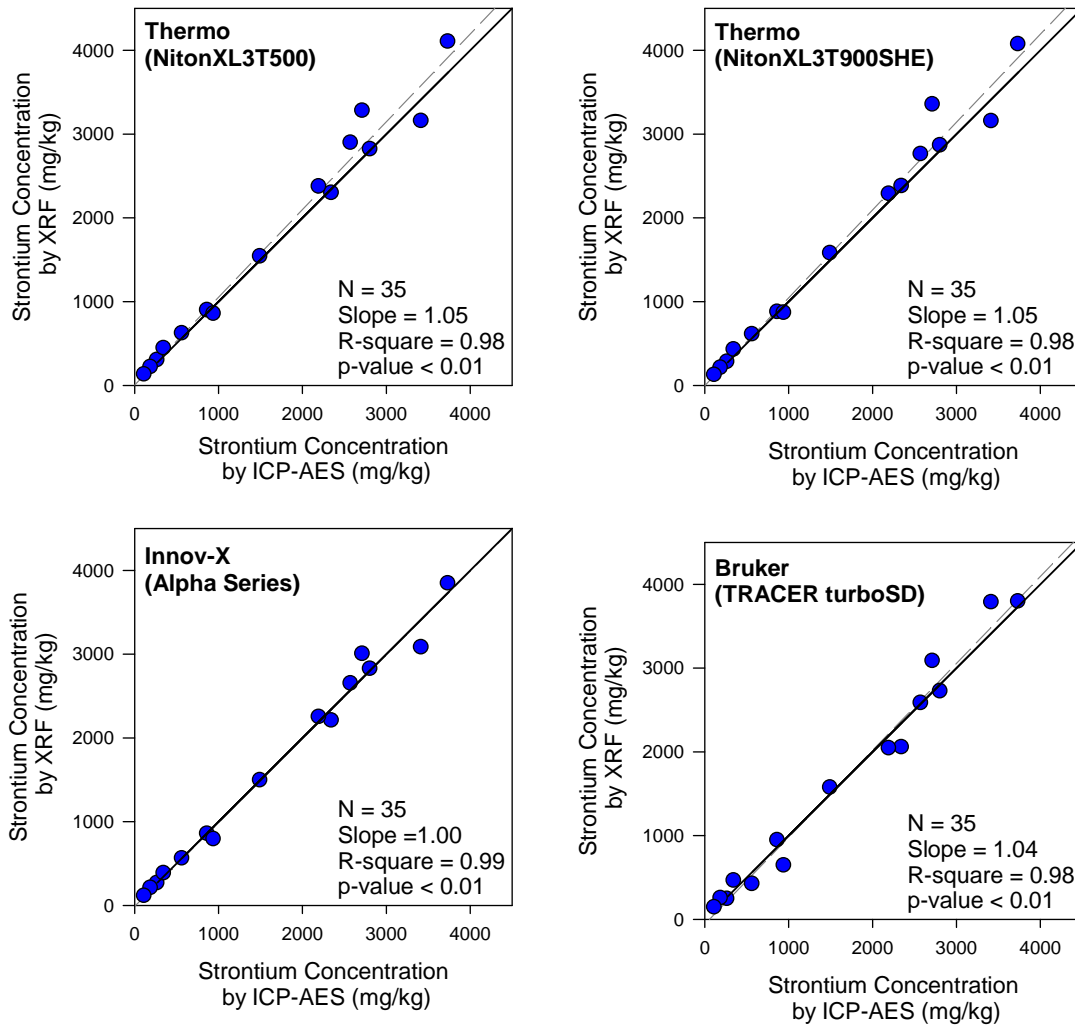 Thermo
(NitonXL3T500)
Strontium Concentration
by XRF (mg/kg)
4000
3000
2000
1000
0
N = 35
Slope = 1.05
R-square = 0.98
p-value < 0.01
0 1000 2000 3000 4000
Strontium Concentration
by ICP-AES (mg/kg)
Thermo
(NitonXL3T900SHE)
Strontium Concentration
by XRF (mg/kg)
4000
3000
2000
1000
0
N = 35
Slope = 1.05
R-square = 0.98
p-value < 0.01
0 1000 2000 3000 4000
Strontium Concentration
by ICP-AES (mg/kg)
Innov-X
(Alpha Series)
Strontium Concentration
by XRF (mg/kg)
4000
3000
2000
1000
0
N = 35
Slope =1.00
R-square = 0.99
p-value < 0.01
0 1000 2000 3000 4000
Strontium Concentration
by ICP-AES (mg/kg)
Bruker
(TRACER turboSD)
Strontium Concentration
by XRF (mg/kg)
4000
3000
2000
1000
0
N = 35
Slope = 1.04
R-square = 0.98
p-value < 0.01
0 1000 2000 3000 4000
Strontium Concentration
by ICP-AES (mg/kg)